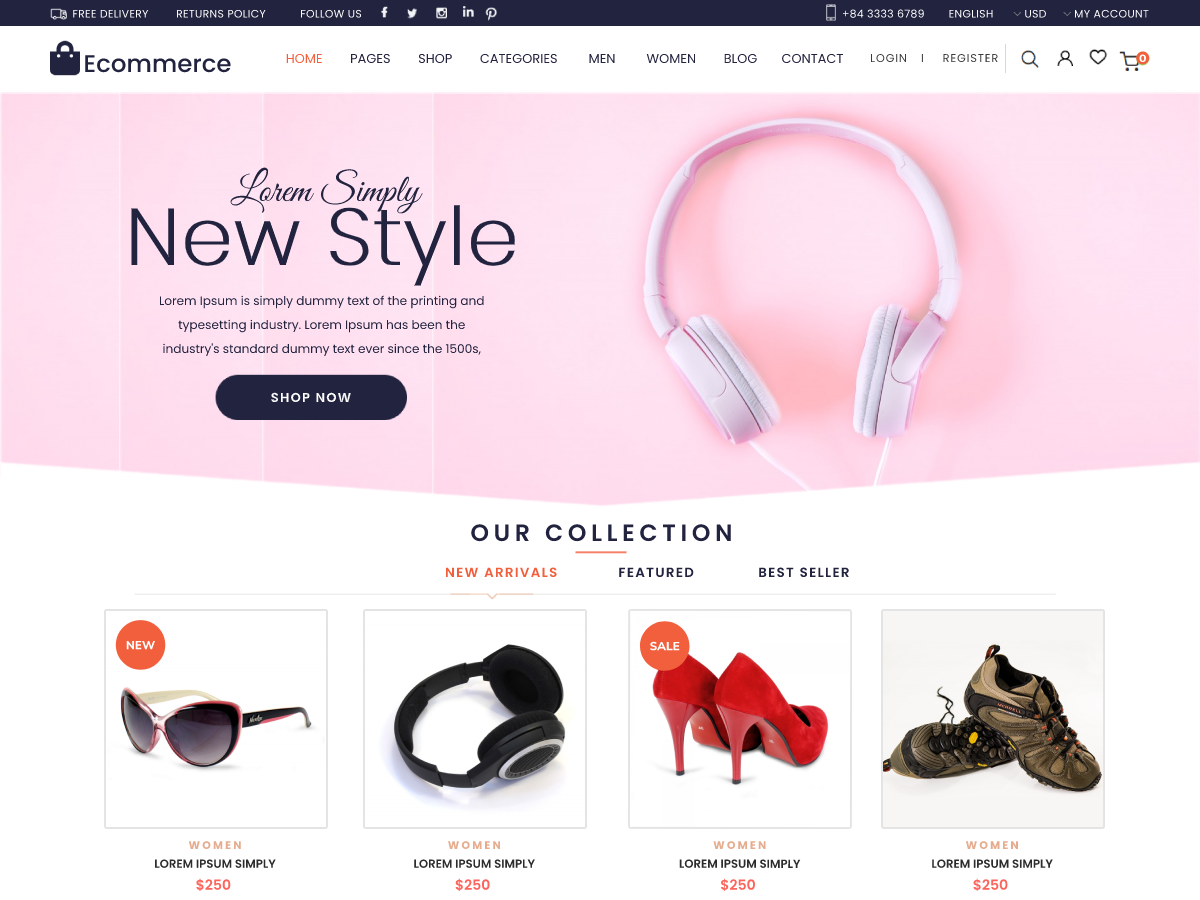 FREE DELIVERY RETURNS POLICY FOLLOW US +84 3333 6789 ENGLISH USD MY ACCOUNT
Ecommerce HOME PAGES SHOP CATEGORIES MEN WOMEN BLOG CONTACT LOGIN I REGISTER 0
Lorem Simply
New Style
Lorem Ipsum is simply dummy text of the printing and
typesetting industry. Lorem Ipsum has been the
industry's standard dummy text ever since the 1500s,
SHOP NOW
OUR COLLECTION
NEW ARRIVALS FEATURED BEST SELLER
NEW
SALE
MERRELL
WOMEN WOMEN WOMEN WOMEN
LOREM IPSUM SIMPLY LOREM IPSUM SIMPLY LOREM IPSUM SIMPLY LOREM IPSUM SIMPLY
$250 $250 $250 $250